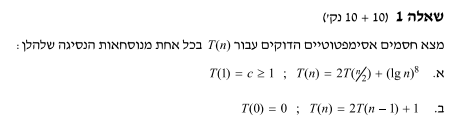 שאלה 1 (10 + 10 נק')
מצא חסמים אסימפטוטיים הדוקים עבור T(n) בכל אחת מנוסחאות הנסיגה שלהלן:
א. T(1) = c ≥ 1 ; T(n) = 2T(n/2) + (lg n)⁸
ב. T(0) = 0 ; T(n) = 2T(n − 1) + 1